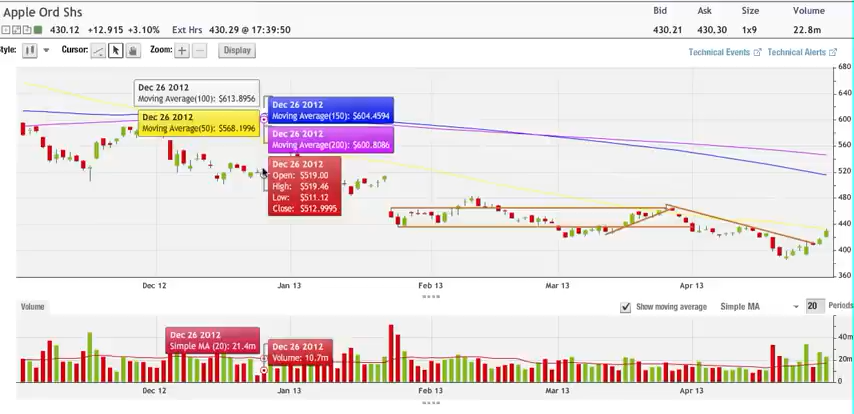 Apple Ord Shs
Bid Ask Size Volume
430.12 +12.915 +3.10% Ext Hrs 430.29 @ 17:39:50
430.21 430.30 1x9 22.8m
tyle: Cursor: Zoom: Display
Technical Events Technical Alerts
680
640
600
560
520
480
440
400
360
Dec 26 2012
Moving Average(100): $613.8956
Dec 26 2012
Moving Average(150): $604.4594
Dec 26 2012
Moving Average(50): $568.1996
Dec 26 2012
Moving Average(200): $600.8086
Dec 26 2012
Open: $519.00
High: $519.46
Low: $511.12
Close: $512.9995
Dec 12 Jan 13 Feb 13 Mar 13 Apr 13
Volume
Show moving average Simple MA 20 Periods
Dec 26 2012
Simple MA (20): 21.4m
Dec 26 2012
Volume: 10.7m
40m
20m
0
Dec 12 Jan 13 Feb 13 Mar 13 Apr 13